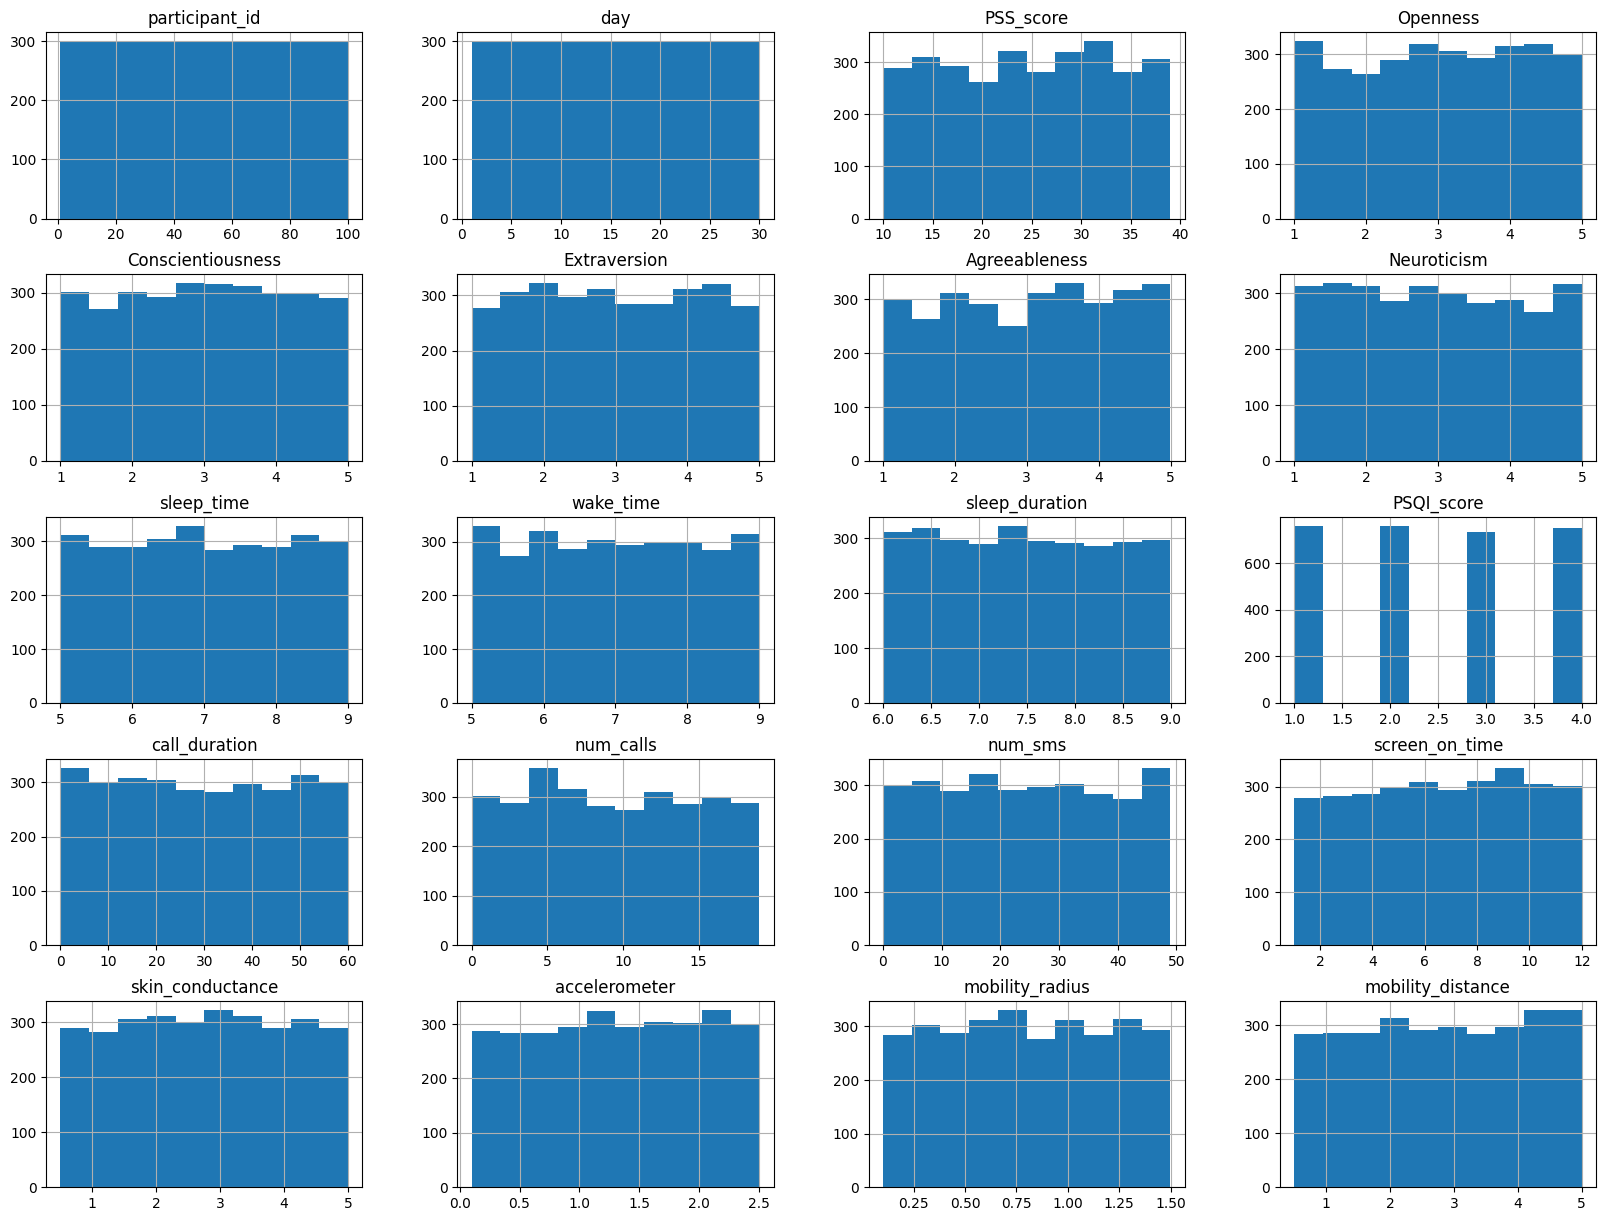 participant_id day PSS_score Openness
300 300 300 300
200 200 200 200
100 100 100 100
0 0 0 0
0 20 40 60 80 100 0 5 10 15 20 25 30 10 15 20 25 30 35 40 1 2 3 4 5
Conscientiousness Extraversion Agreeableness Neuroticism
300 300 300 300
200 200 200 200
100 100 100 100
0 0 0 0
1 2 3 4 5 1 2 3 4 5 1 2 3 4 5 1 2 3 4 5
sleep_time wake_time sleep_duration PSQI_score
300 300 300 600
200 200 200 400
100 100 100 200
0 0 0 0
5 6 7 8 9 5 6 7 8 9 6.0 6.5 7.0 7.5 8.0 8.5 9.0 1.0 1.5 2.0 2.5 3.0 3.5 4.0
call_duration num_calls num_sms screen_on_time
300 300 300 300
200 200 200 200
100 100 100 100
0 0 0 0
0 10 20 30 40 50 60 0 5 10 15 0 10 20 30 40 50 2 4 6 8 10 12
skin_conductance accelerometer mobility_radius mobility_distance
300 300 300 300
200 200 200 200
100 100 100 100
0 0 0 0
1 2 3 4 5 0.0 0.5 1.0 1.5 2.0 2.5 0.25 0.50 0.75 1.00 1.25 1.50 1 2 3 4 5